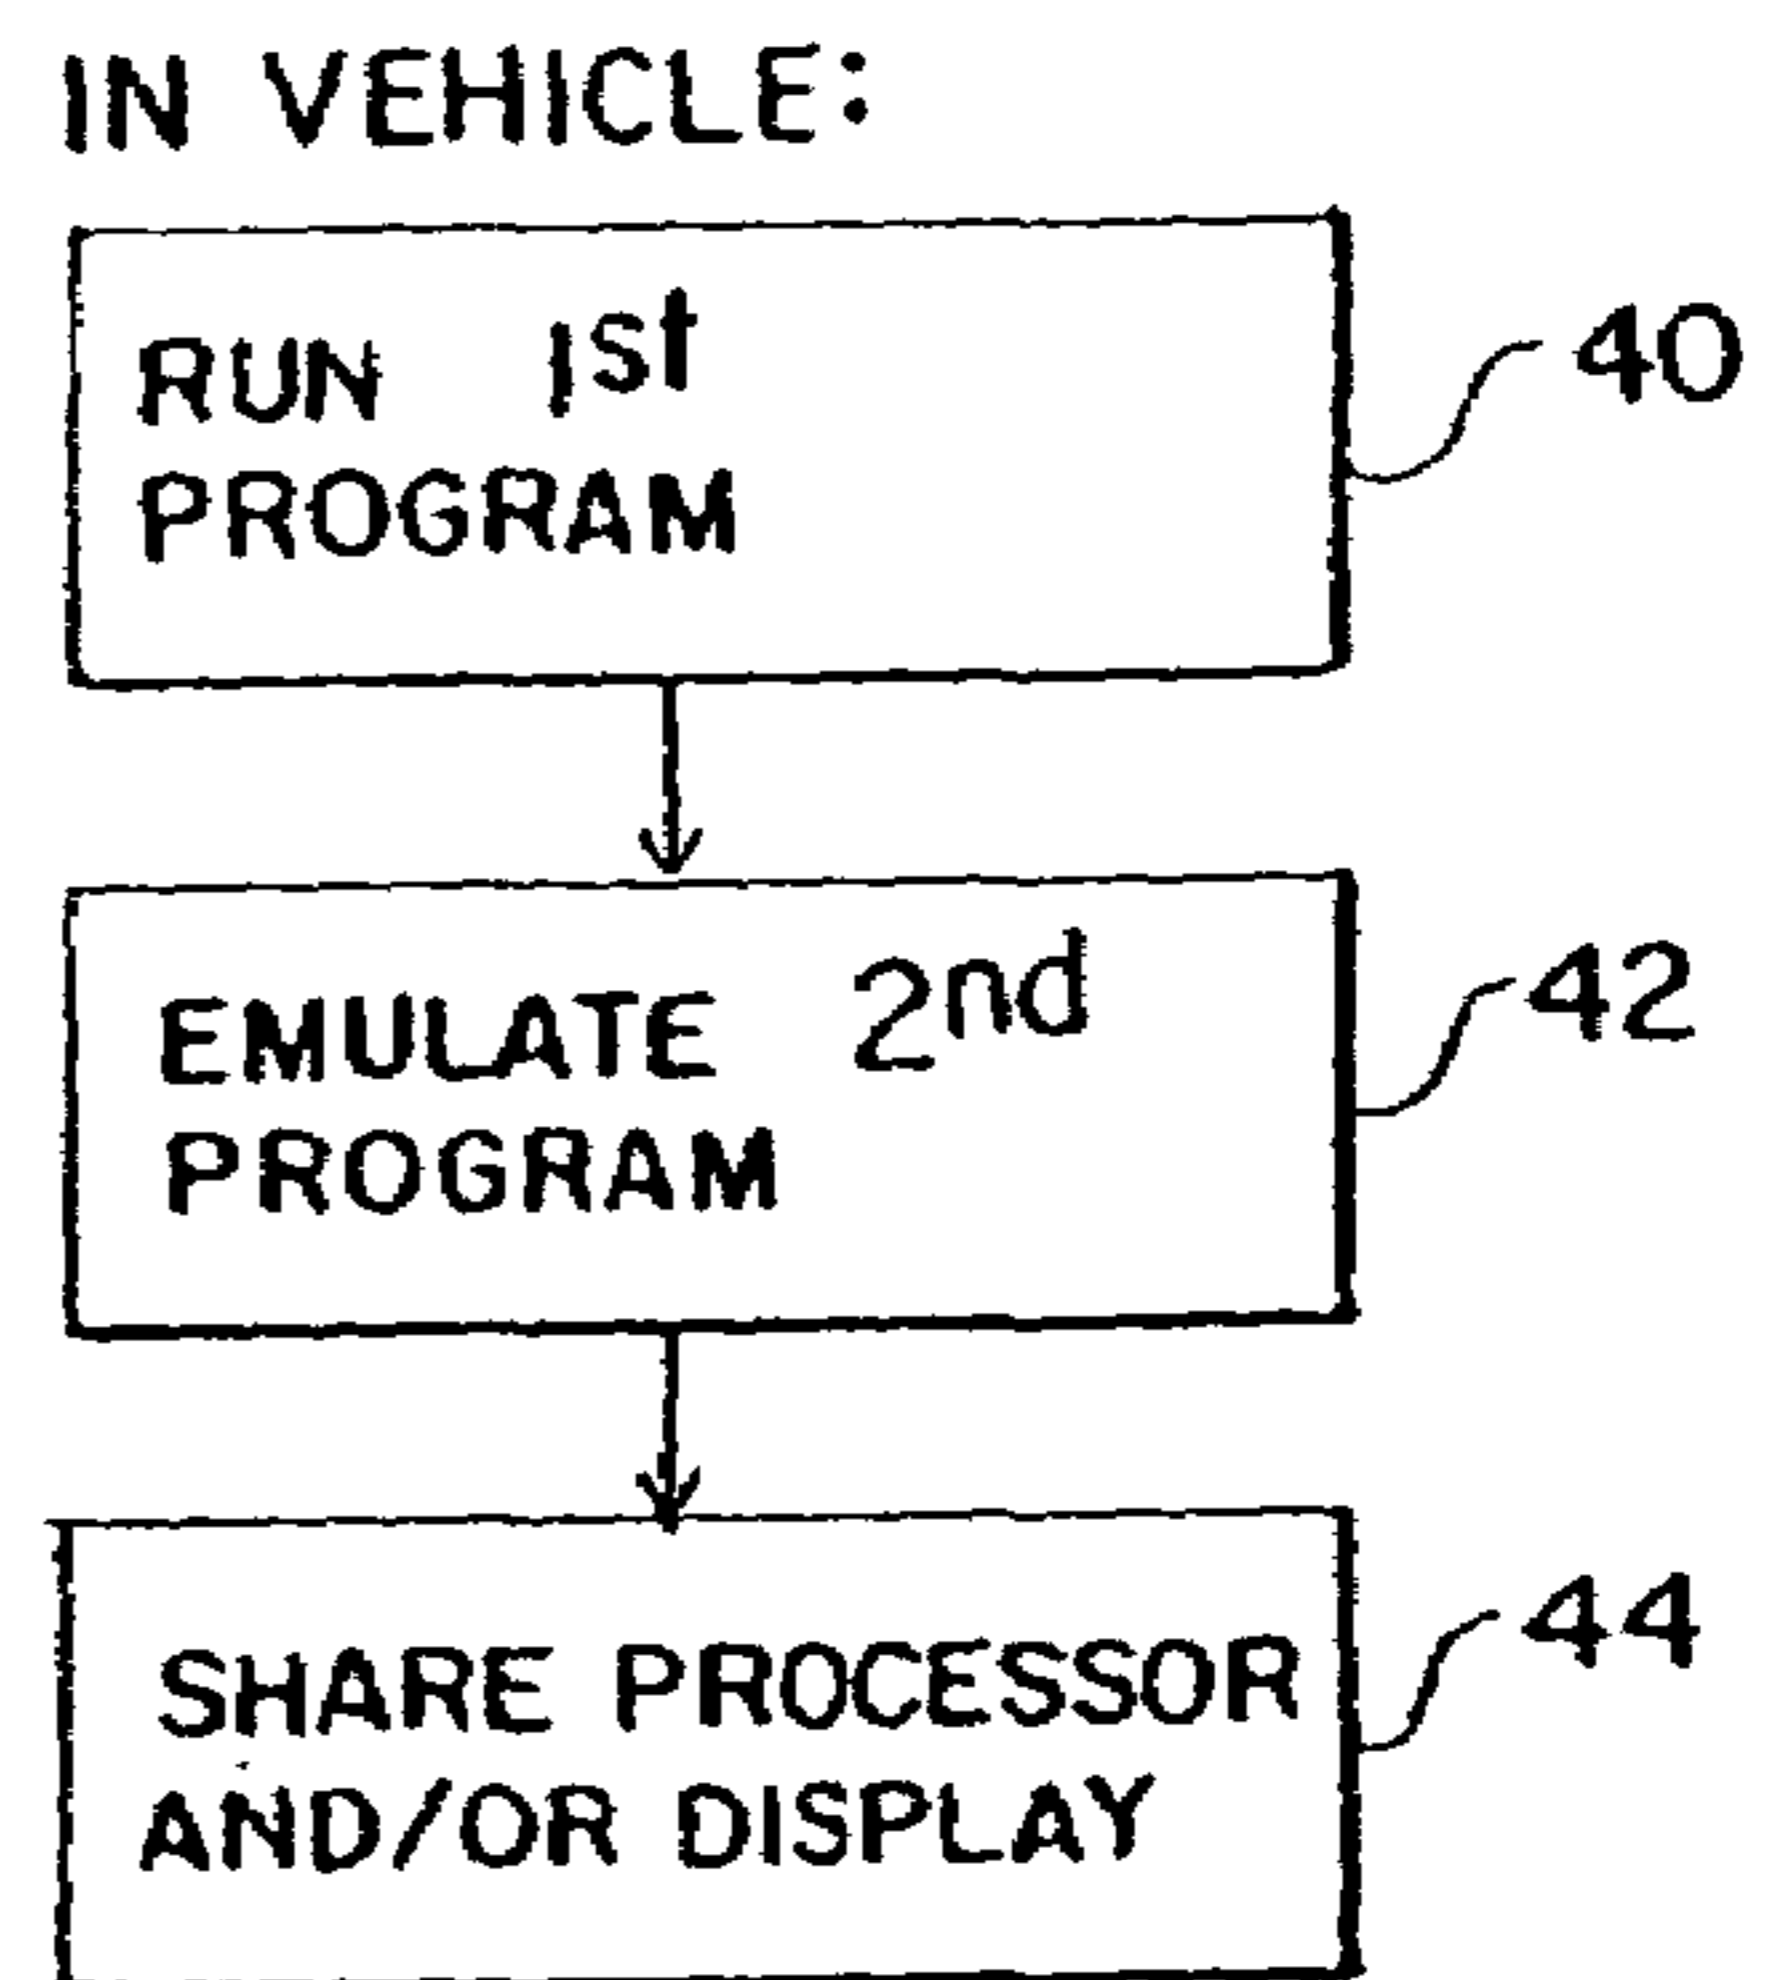 IN VEHICLE:
RUN 1st
PROGRAM
40
EMULATE 2nd
PROGRAM
42
SHARE PROCESSOR
AND/OR DISPLAY
44